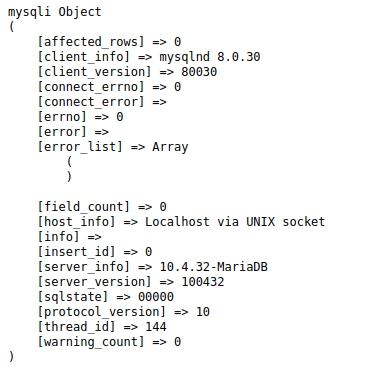 mysqli Object
(
    [affected_rows] => 0
    [client_info] => mysqlnd 8.0.30
    [client_version] => 80030
    [connect_errno] => 0
    [connect_error] =>
    [errno] => 0
    [error] =>
    [error_list] => Array
        (
        )

    [field_count] => 0
    [host_info] => Localhost via UNIX socket
    [info] =>
    [insert_id] => 0
    [server_info] => 10.4.32-MariaDB
    [server_version] => 100432
    [sqlstate] => 00000
    [protocol_version] => 10
    [thread_id] => 144
    [warning_count] => 0
)